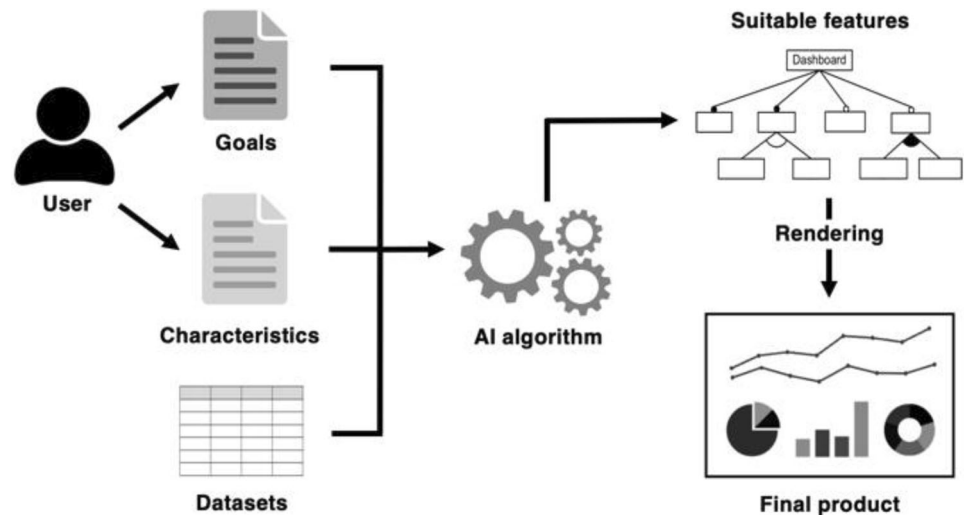 Suitable features
Dashboard
Goals
User
Rendering
Characteristics
AI algorithm
Datasets
Final product